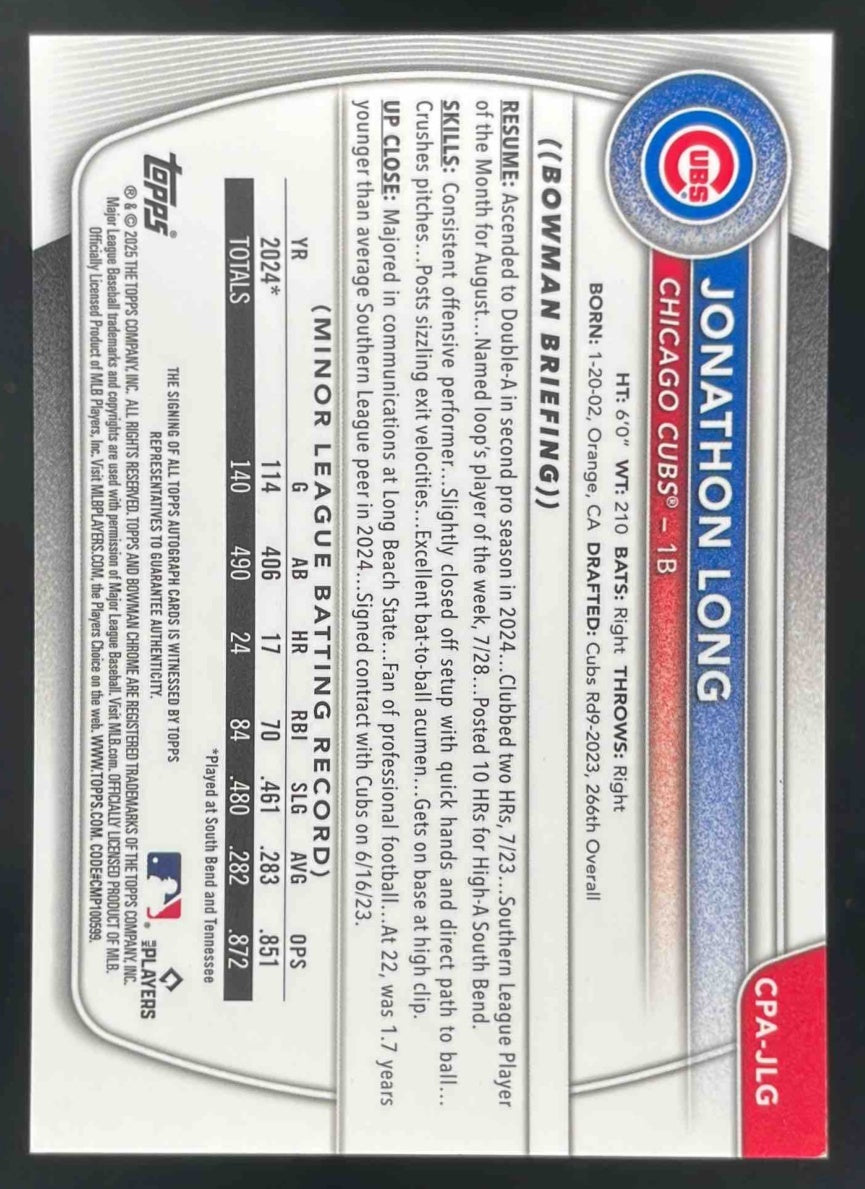 CPA-JLG
CUBS
JONATHON LONG
CHICAGO CUBS® – 1B
HT: 6'0" WT: 210 BATS: Right THROWS: Right
BORN: 1-20-02, Orange, CA DRAFTED: Cubs Rd9-2023, 266th Overall
((BOWMAN BRIEFING))
RESUME: Ascended to Double-A in second pro season in 2024...Clubbed two HRs, 7/23...Southern League Player
of the Month for August...Named loop's player of the week, 7/28...Posted 10 HRs for High-A South Bend.
SKILLS: Consistent offensive performer...Slightly closed off setup with quick hands and direct path to ball...
Crushes pitches...Posts sizzling exit velocities...Excellent bat-to-ball acumen...Gets on base at high clip.
UP CLOSE: Majored in communications at Long Beach State...Fan of professional football...At 22, was 1.7 years
younger than average Southern League peer in 2024...Signed contract with Cubs on 6/16/23.
(MINOR LEAGUE BATTING RECORD)
YR G AB HR RBI SLG AVG OPS
2024* 114 406 17 70 .461 .283 .851
TOTALS 140 490 24 84 .480 .282 .872
*Played at South Bend and Tennessee
topps®
THE SIGNING OF ALL TOPPS AUTOGRAPH CARDS IS WITNESSED BY TOPPS
REPRESENTATIVES TO GUARANTEE AUTHENTICITY.
MLB PLAYERS
® & © 2025 THE TOPPS COMPANY, INC. ALL RIGHTS RESERVED. TOPPS AND BOWMAN CHROME ARE REGISTERED TRADEMARKS OF THE TOPPS COMPANY, INC.
Major League Baseball trademarks and copyrights are used with permission of Major League Baseball. Visit MLB.com. OFFICIALLY LICENSED PRODUCT OF MLB.
Officially Licensed Product of MLB Players, Inc. Visit MLBPLAYERS.COM, the Players Choice on the web. WWW.TOPPS.COM. CODE#CMP100599.